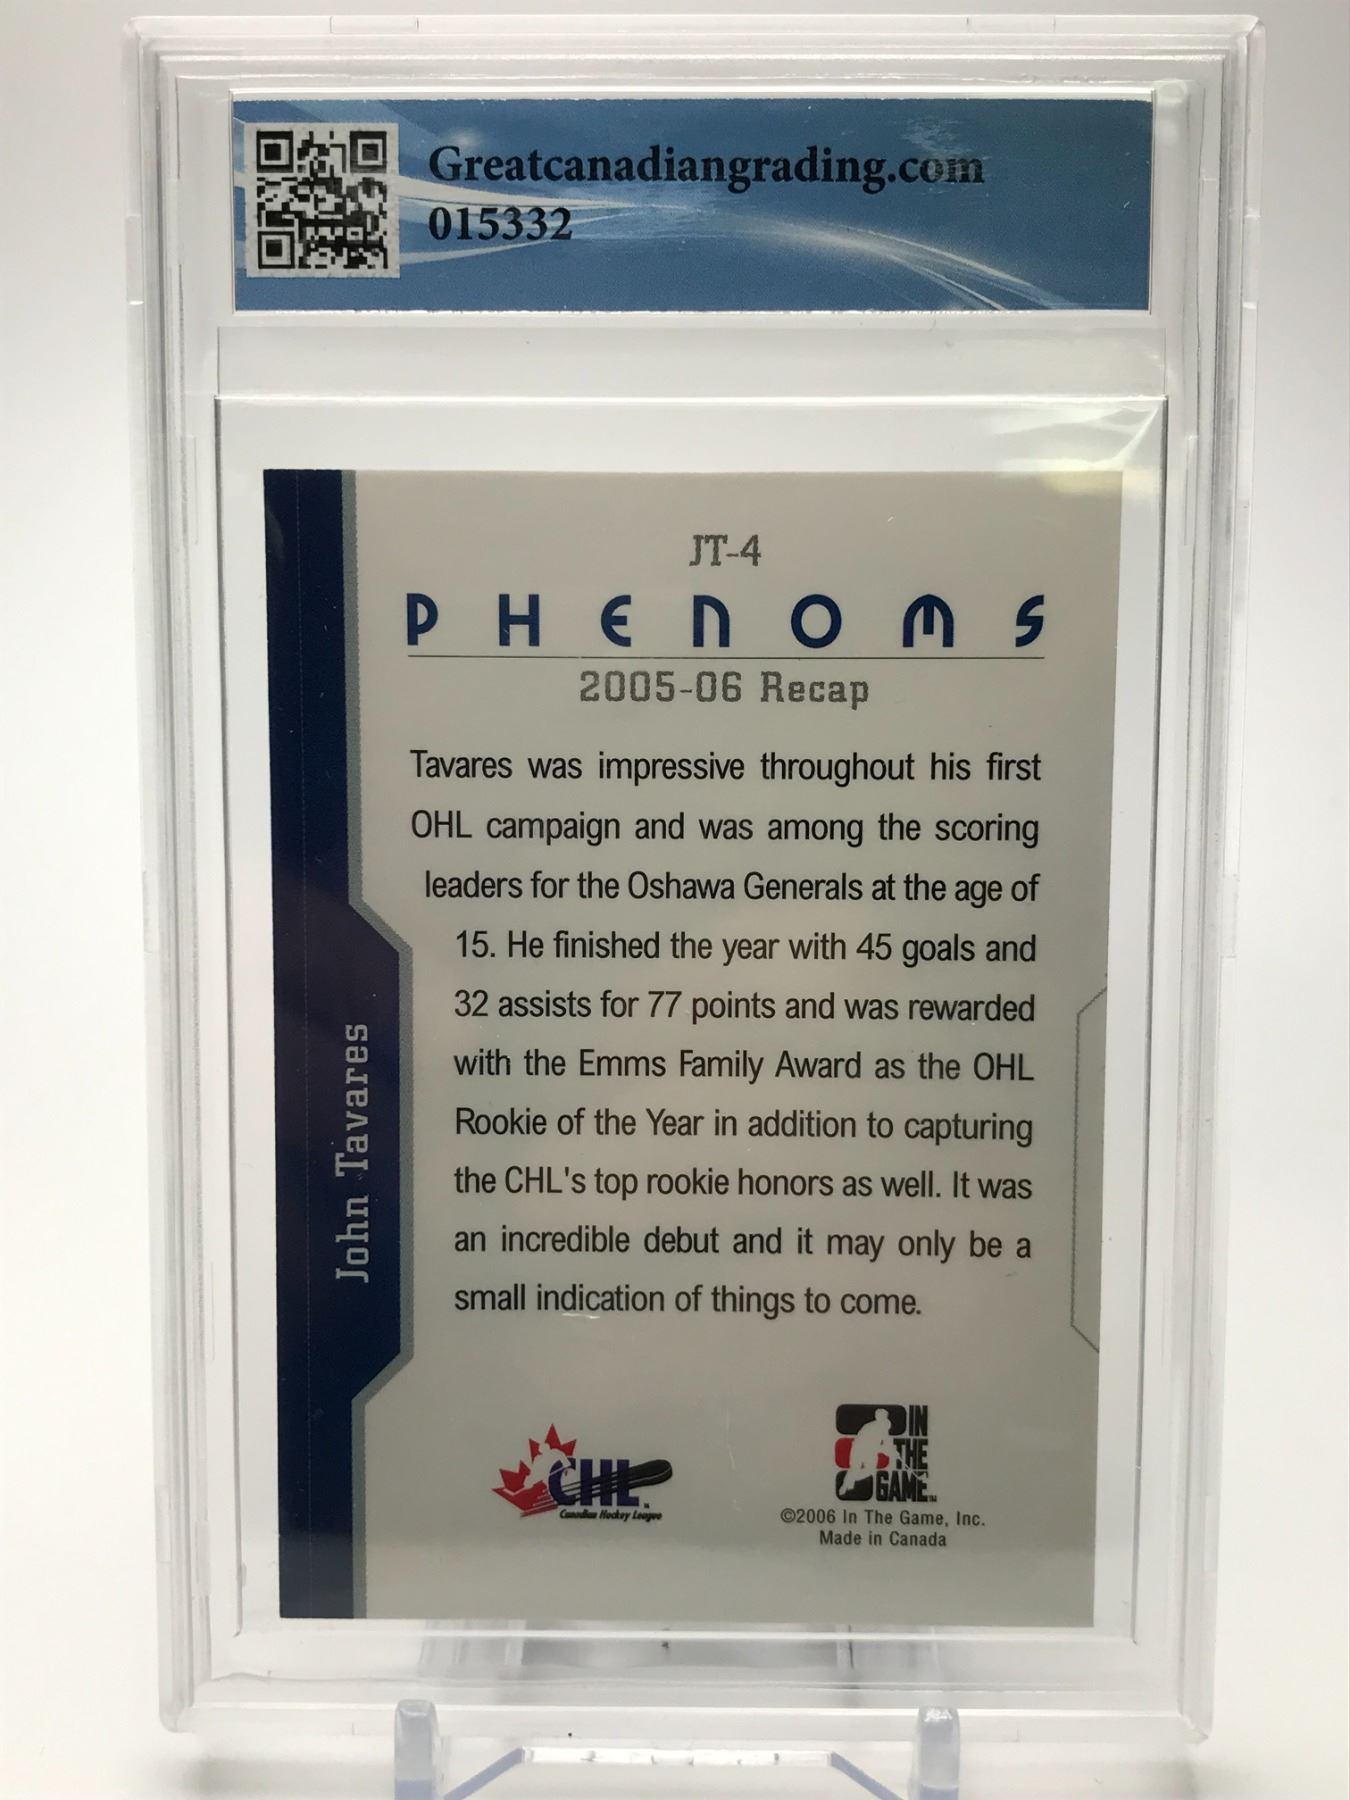 Greatcanadiangrading.com
015332
JT-4
PHENOMS
2005-06 Recap
Tavares was impressive throughout his first
OHL campaign and was among the scoring
leaders for the Oshawa Generals at the age of
15. He finished the year with 45 goals and
32 assists for 77 points and was rewarded
with the Emms Family Award as the OHL
Rookie of the Year in addition to capturing
the CHL's top rookie honors as well. It was
an incredible debut and it may only be a
small indication of things to come.
John Tavares
CHL
Canadian Hockey League
IN
THE
GAME™
©2006 In The Game, Inc.
Made in Canada